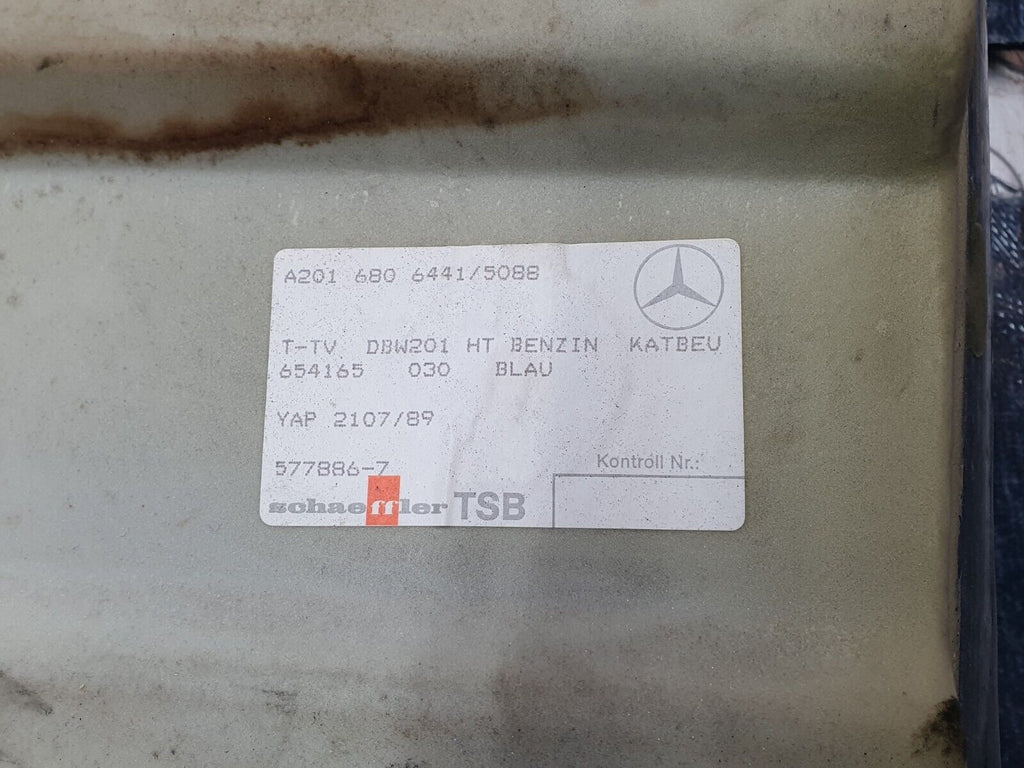 A201 680 6441/5088
T-TV DBW201 HT BENZIN KATBEU
654165 030 BLAU
YAP 2107/89
577886-7
Kontroll Nr.:
schaeffler TSB